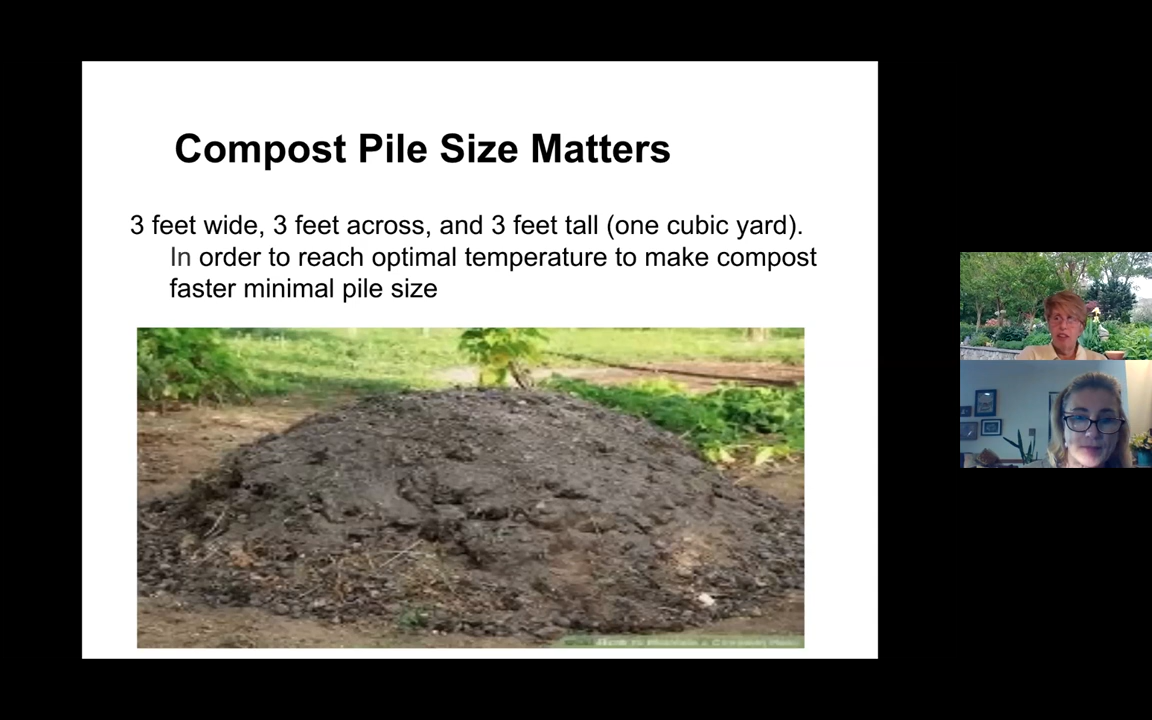 Compost Pile Size Matters
3 feet wide, 3 feet across, and 3 feet tall (one cubic yard).
In order to reach optimal temperature to make compost
faster minimal pile size